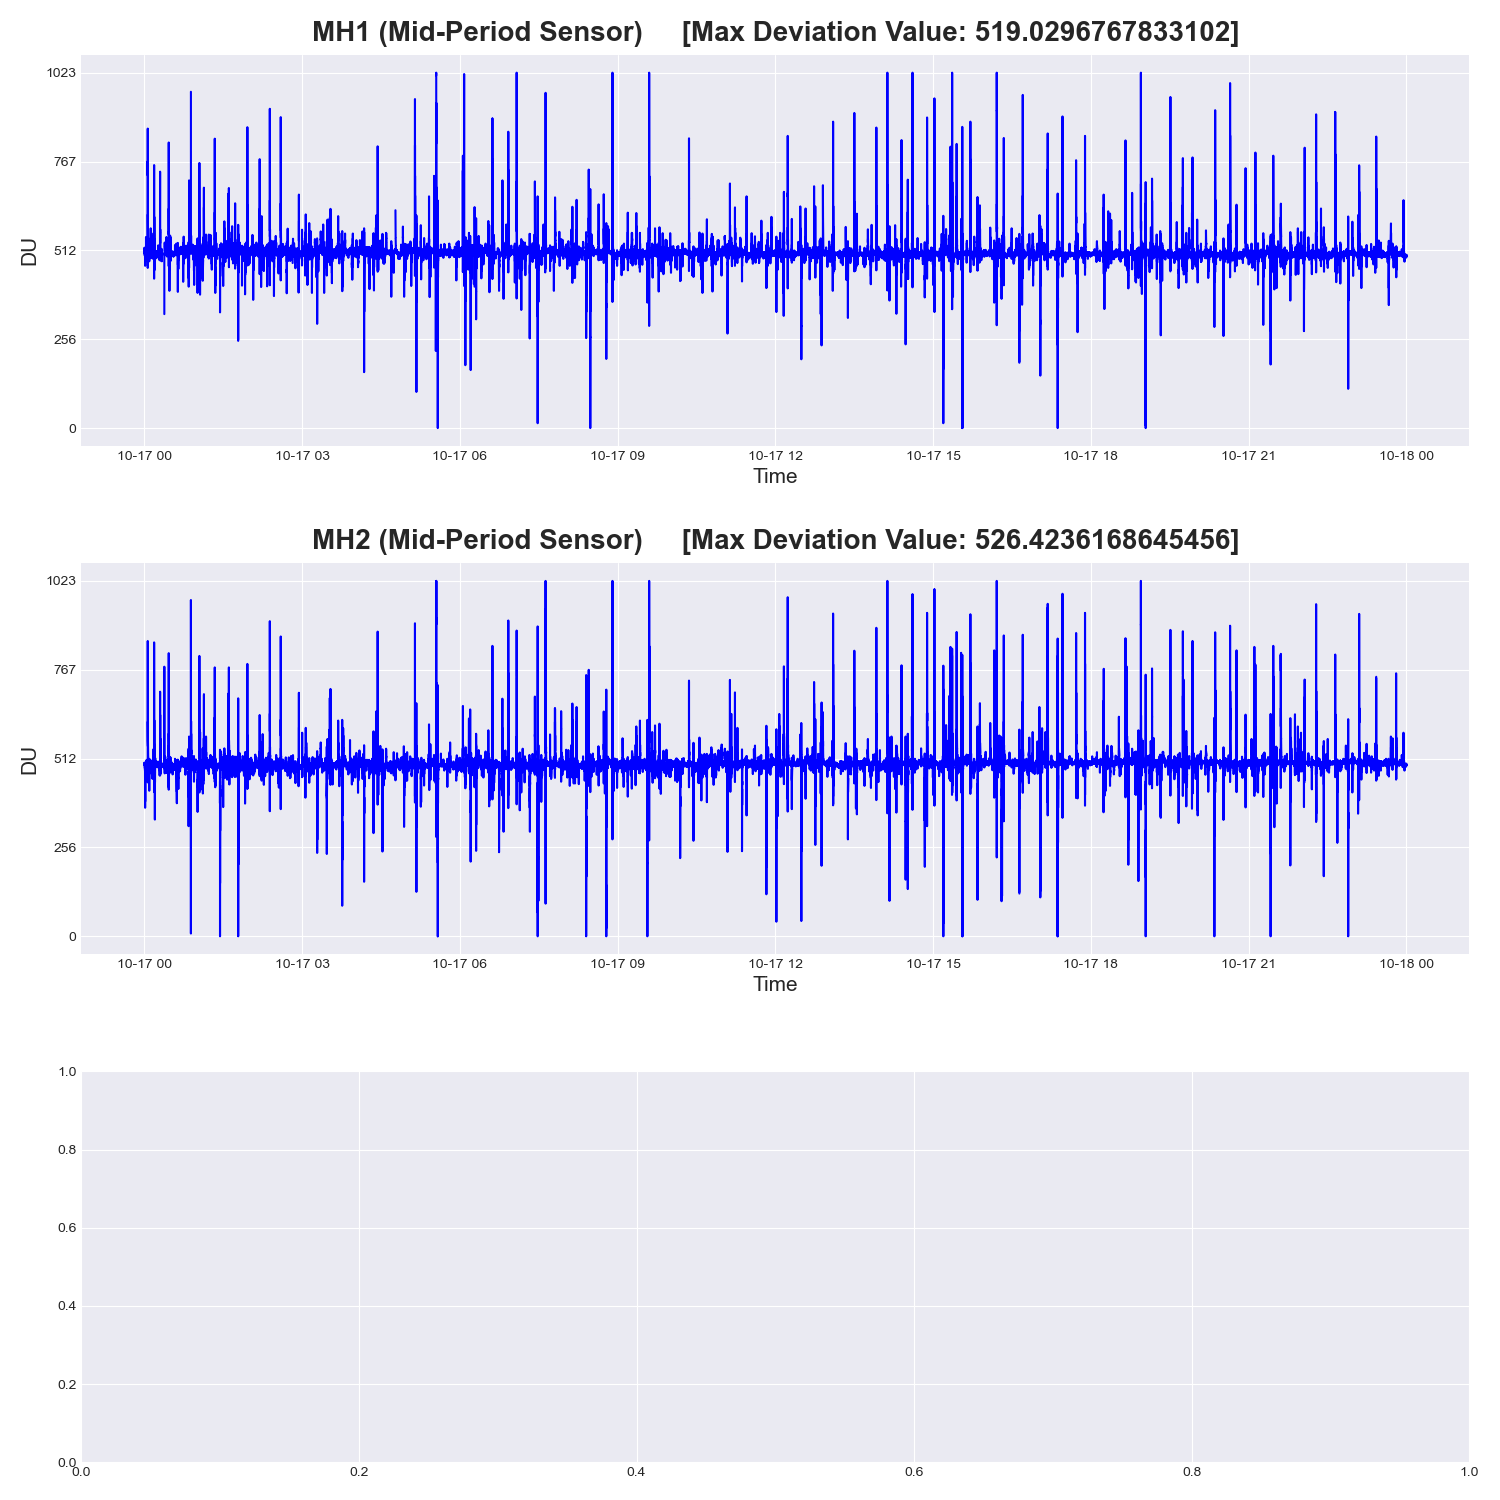 MH1 (Mid-Period Sensor) [Max Deviation Value: 519.0296767833102]
1023
767
512
256
0
DU
10-17 00 10-17 03 10-17 06 10-17 09 10-17 12 10-17 15 10-17 18 10-17 21 10-18 00
Time
MH2 (Mid-Period Sensor) [Max Deviation Value: 526.4236168645456]
1023
767
512
256
0
DU
10-17 00 10-17 03 10-17 06 10-17 09 10-17 12 10-17 15 10-17 18 10-17 21 10-18 00
Time
1.0
0.8
0.6
0.4
0.2
0.0
0.0 0.2 0.4 0.6 0.8 1.0